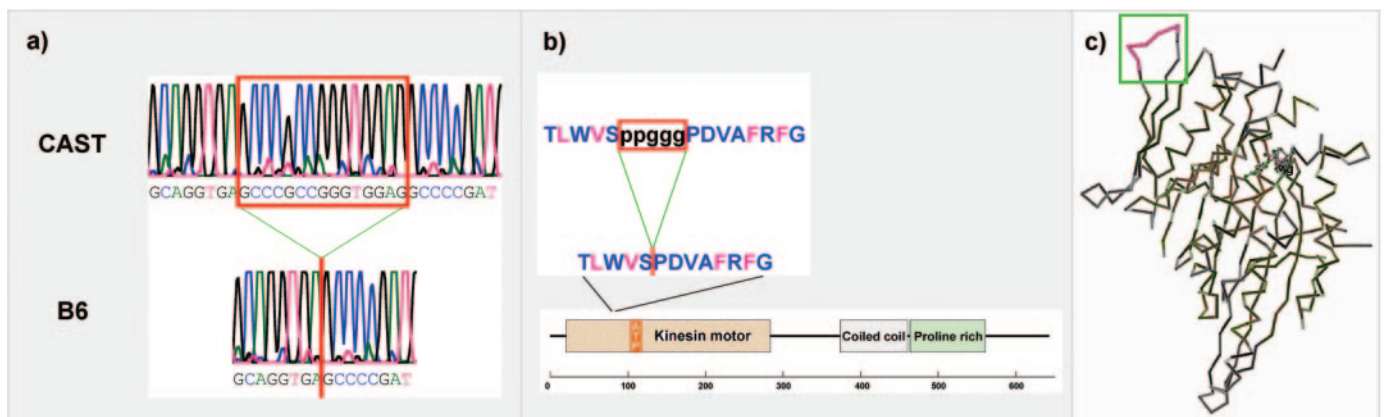 a)
CAST
GCAGGTGAGCCCGCCGGGTGGAGGCCCCGAT
B6
GCAGGTGAGCCCCGAT
b)
TLWVSppgggPDVAFRFG
TLWVSPDVAFRFG
ATP
Kinesin motor
Coiled coil
Proline rich
0 100 200 300 400 500 600
c)